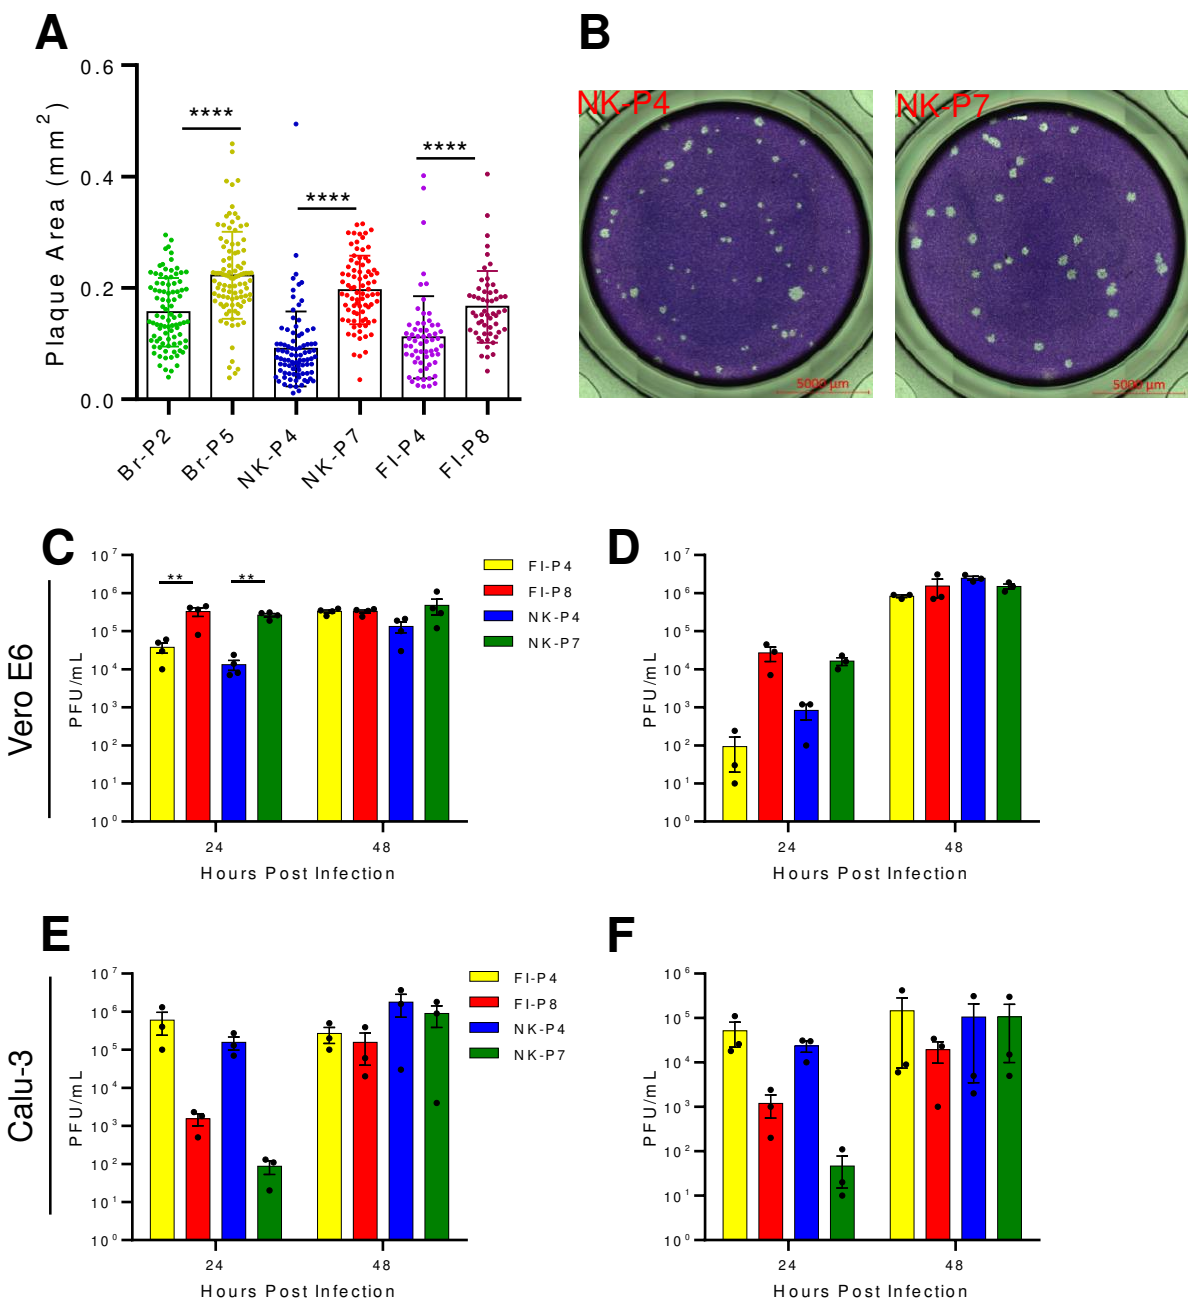 A
B
0.6
0.4
0.2
0.0
Plaque Area (mm²)
****
****
****
Br-P2
Br-P5
NK-P4
NK-P7
FI-P4
FI-P8
NK-P4
5000 µm
NK-P7
5000 µm
Vero E6
C
10⁷
10⁶
10⁵
10⁴
10³
10²
10¹
10⁰
PFU/mL
**
**
24
48
Hours Post Infection
FI-P4
FI-P8
NK-P4
NK-P7
D
10⁷
10⁶
10⁵
10⁴
10³
10²
10¹
10⁰
PFU/mL
24
48
Hours Post Infection
Calu-3
E
10⁷
10⁶
10⁵
10⁴
10³
10²
10¹
10⁰
PFU/mL
24
48
Hours Post Infection
FI-P4
FI-P8
NK-P4
NK-P7
F
10⁶
10⁵
10⁴
10³
10²
10¹
10⁰
PFU/mL
24
48
Hours Post Infection